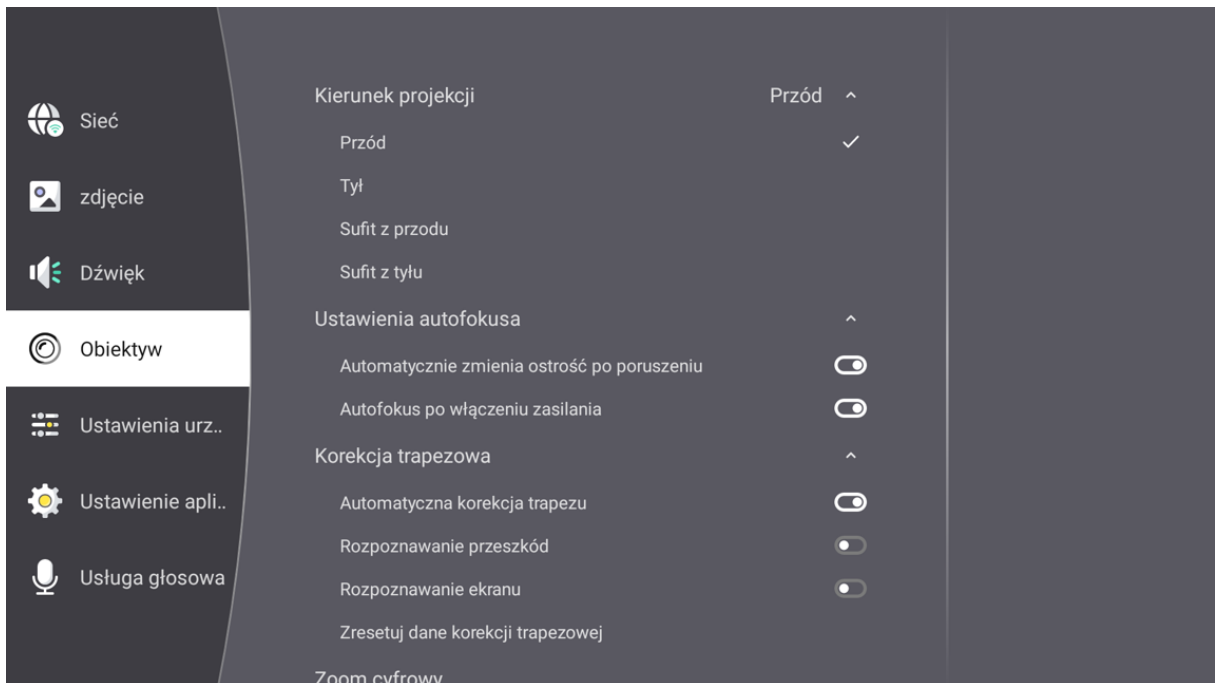 Sieć
zdjęcie
Dźwięk
Obiektyw
Ustawienia urz..
Ustawienie apli..
Usługa głosowa
Kierunek projekcji Przód
Przód
Tył
Sufit z przodu
Sufit z tyłu
Ustawienia autofokusa
Automatycznie zmienia ostrość po poruszeniu
Autofokus po włączeniu zasilania
Korekcja trapezowa
Automatyczna korekcja trapezu
Rozpoznawanie przeszkód
Rozpoznawanie ekranu
Zresetuj dane korekcji trapezowej
Zoom cyfrowy